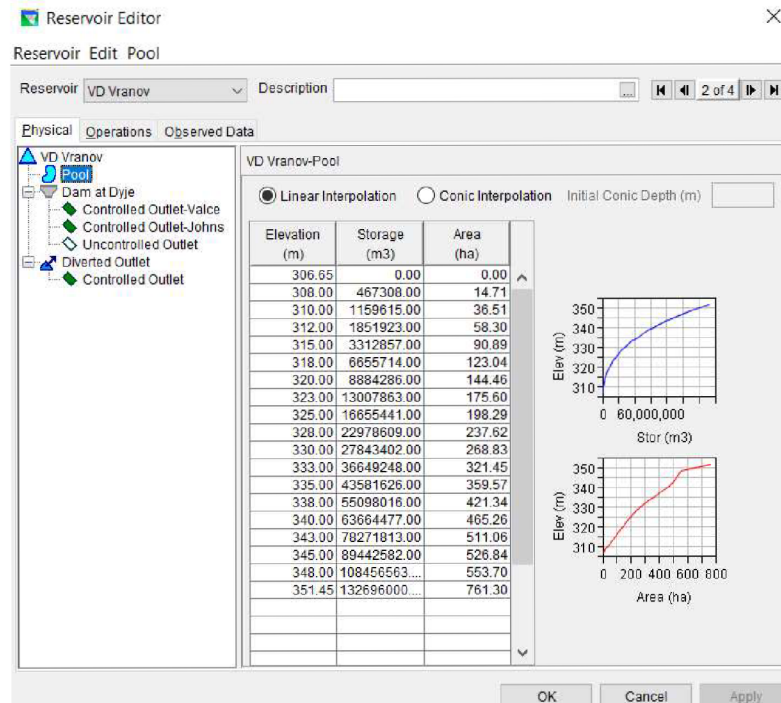 Reservoir Editor
Reservoir Edit Pool
Reservoir VD Vranov Description ... 2 of 4
Physical Operations Observed Data
VD Vranov
Pool
Dam at Dyje
Controlled Outlet-Valce
Controlled Outlet-Johns
Uncontrolled Outlet
Diverted Outlet
Controlled Outlet
VD Vranov-Pool
Linear Interpolation Conic Interpolation Initial Conic Depth (m)
Elevation Storage Area
(m) (m3) (ha)
306.65 0.00 0.00
308.00 467308.00 14.71
310.00 1159615.00 36.51
312.00 1851923.00 58.30
315.00 3312857.00 90.89
318.00 6655714.00 123.04
320.00 8884286.00 144.46
323.00 13007863.00 175.60
325.00 16655441.00 198.29
328.00 22978609.00 237.62
330.00 27843402.00 268.83
333.00 36649248.00 321.45
335.00 43581626.00 359.57
338.00 55098016.00 421.34
340.00 63664477.00 465.26
343.00 78271813.00 511.06
345.00 89442582.00 526.84
348.00 108456563.... 553.70
351.45 132696000.... 761.30
Elev (m)
350
340
330
320
310
0 60,000,000
Stor (m3)
Elev (m)
350
340
330
320
310
0 200 400 600 800
Area (ha)
OK Cancel Apply